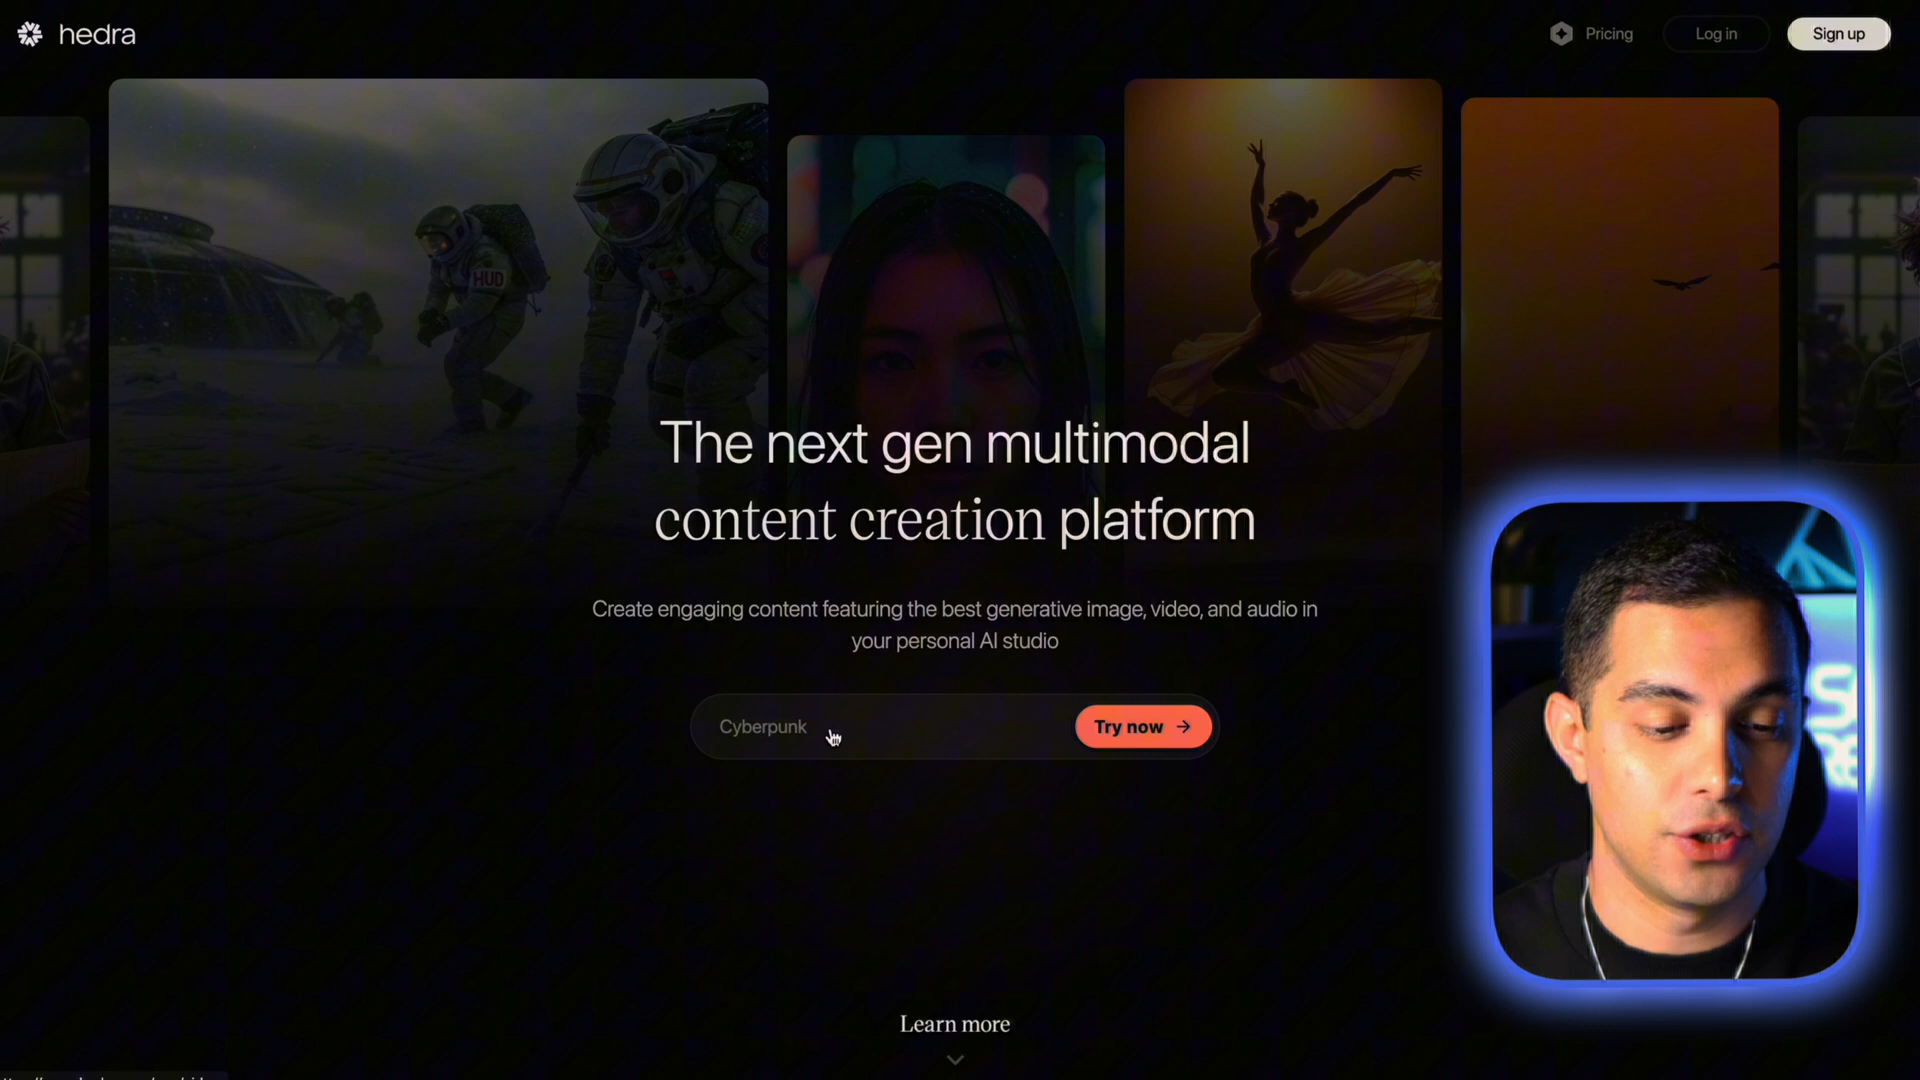 hedra
Pricing
Log in
Sign up
HUD
The next gen multimodal
content creation platform
Create engaging content featuring the best generative image, video, and audio in
your personal AI studio
Cyberpunk
Try now
Learn more